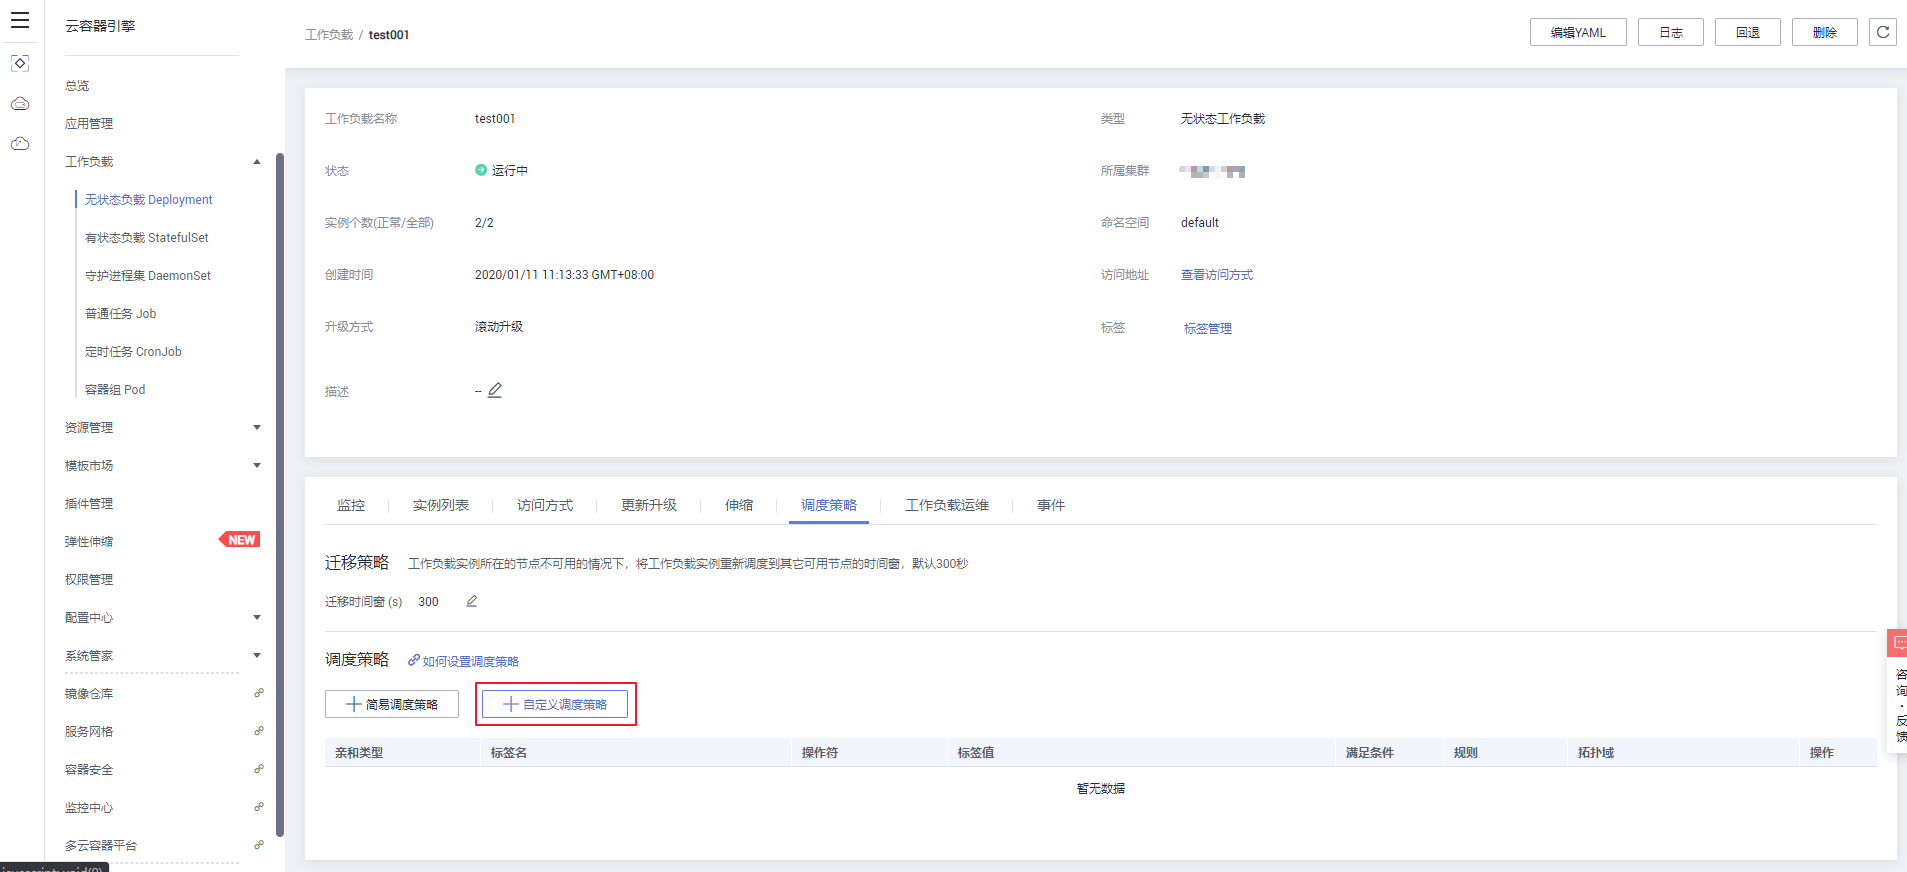 云容器引擎
总览
应用管理
工作负载
无状态负载 Deployment
有状态负载 StatefulSet
守护进程集 DaemonSet
普通任务 Job
定时任务 CronJob
容器组 Pod
资源管理
模板市场
插件管理
弹性伸缩 NEW
权限管理
配置中心
系统管家
镜像仓库
服务网格
容器安全
监控中心
多云容器平台
工作负载 / test001
编辑YAML 日志 回退 删除
工作负载名称 test001 类型 无状态工作负载
状态 运行中 所属集群
实例个数(正常/全部) 2/2 命名空间 default
创建时间 2020/01/11 11:13:33 GMT+08:00 访问地址 查看访问方式
升级方式 滚动升级 标签 标签管理
描述 --
监控 实例列表 访问方式 更新升级 伸缩 调度策略 工作负载运维 事件
迁移策略 工作负载实例所在的节点不可用的情况下，将工作负载实例重新调度到其它可用节点的时间窗，默认300秒
迁移时间窗 (s) 300
调度策略 如何设置调度策略
简易调度策略 自定义调度策略
亲和类型 标签名 操作符 标签值 满足条件 规则 拓扑域 操作
暂无数据
咨询·反馈